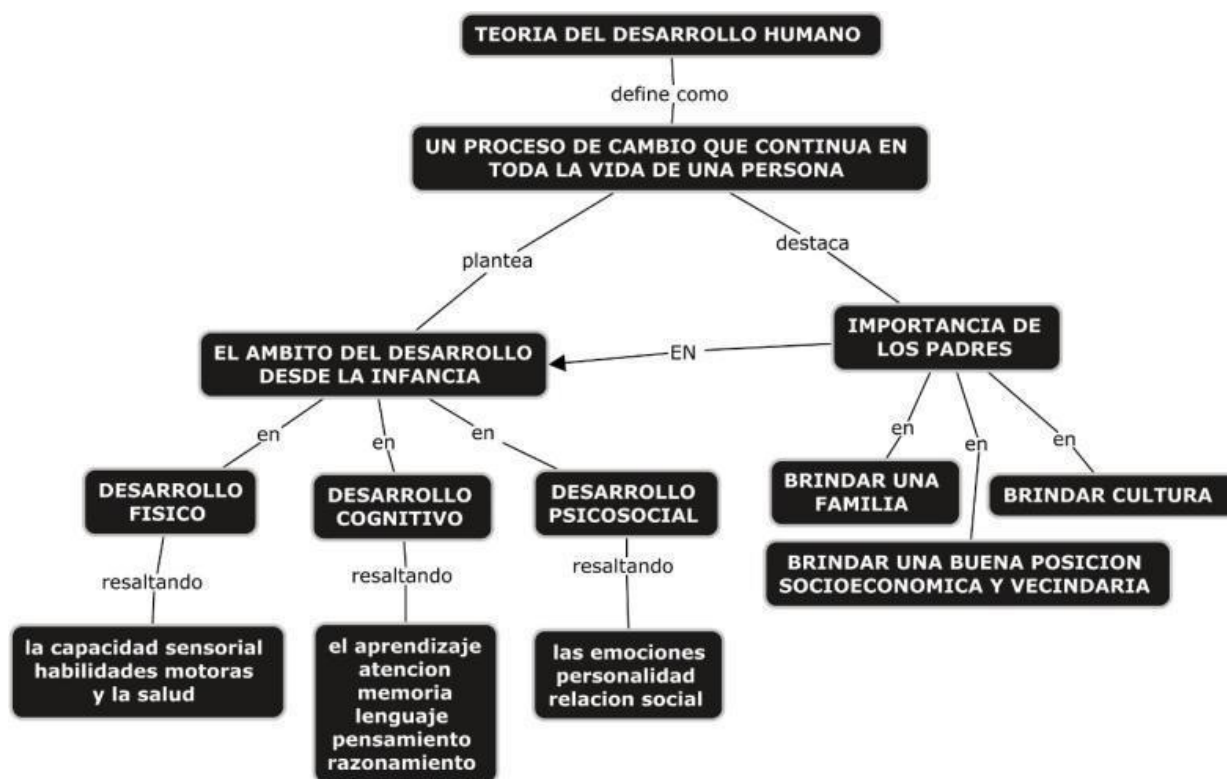 TEORIA DEL DESARROLLO HUMANO
define como
UN PROCESO DE CAMBIO QUE CONTINUA EN
TODA LA VIDA DE UNA PERSONA
plantea
destaca
EL AMBITO DEL DESARROLLO
DESDE LA INFANCIA
EN
IMPORTANCIA DE
LOS PADRES
en
en
en
en
en
en
DESARROLLO
FISICO
DESARROLLO
COGNITIVO
DESARROLLO
PSICOSOCIAL
BRINDAR UNA
FAMILIA
BRINDAR CULTURA
BRINDAR UNA BUENA POSICION
SOCIOECONOMICA Y VECINDARIA
resaltando
resaltando
resaltando
la capacidad sensorial
habilidades motoras
y la salud
el aprendizaje
atencion
memoria
lenguaje
pensamiento
razonamiento
las emociones
personalidad
relacion social